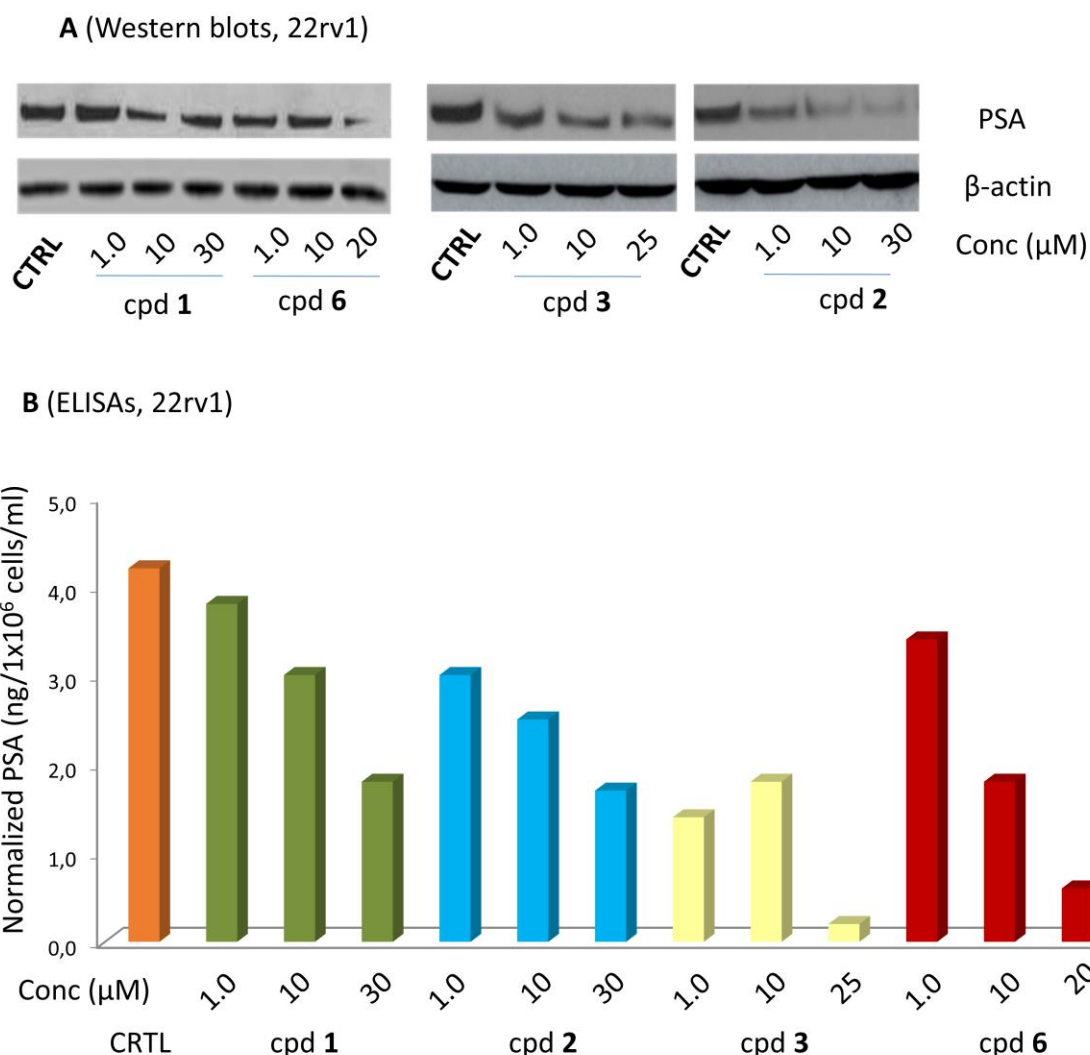 A (Western blots, 22rv1)
PSA
β-actin
CTRL 1.0 10 30 1.0 10 20 CTRL 1.0 10 25 CTRL 1.0 10 30 Conc (μM)
cpd 1 cpd 6 cpd 3 cpd 2
B (ELISAs, 22rv1)
Normalized PSA (ng/1x10⁶ cells/ml)
5,0
4,0
3,0
2,0
1,0
0,0
Conc (μM) 1.0 10 30 1.0 10 30 1.0 10 25 1.0 10 20
CRTL cpd 1 cpd 2 cpd 3 cpd 6